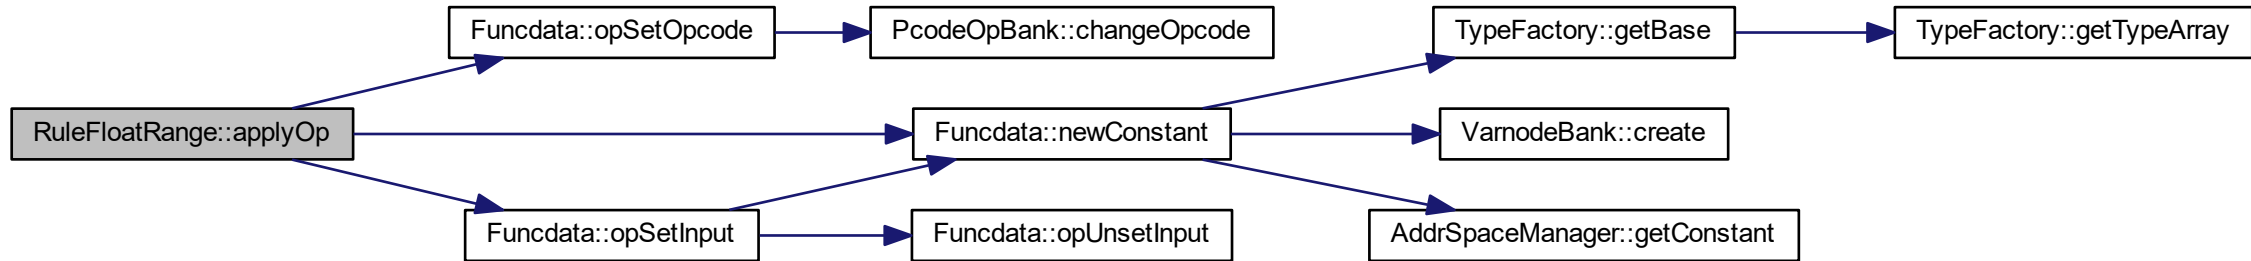 RuleFloatRange::applyOp
Funcdata::opSetOpcode
PcodeOpBank::changeOpcode
Funcdata::newConstant
TypeFactory::getBase
TypeFactory::getTypeArray
VarnodeBank::create
AddrSpaceManager::getConstant
Funcdata::opSetInput
Funcdata::opUnsetInput